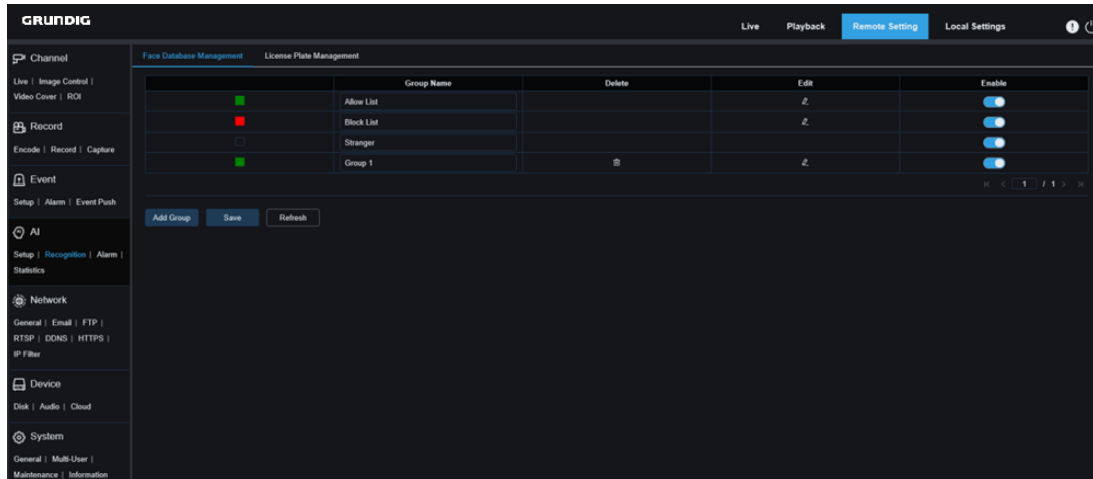 GRUNDIG
Live Playback Remote Setting Local Settings
Channel
Live | Image Control |
Video Cover | ROI
Record
Encode | Record | Capture
Event
Setup | Alarm | Event Push
AI
Setup | Recognition | Alarm |
Statistics
Network
General | Email | FTP |
RTSP | DDNS | HTTPS |
IP Filter
Device
Disk | Audio | Cloud
System
General | Multi-User |
Maintenance | Information
Face Database Management License Plate Management
Group Name Delete Edit Enable
Allow List
Block List
Stranger
Group 1
1 / 1
Add Group Save Refresh